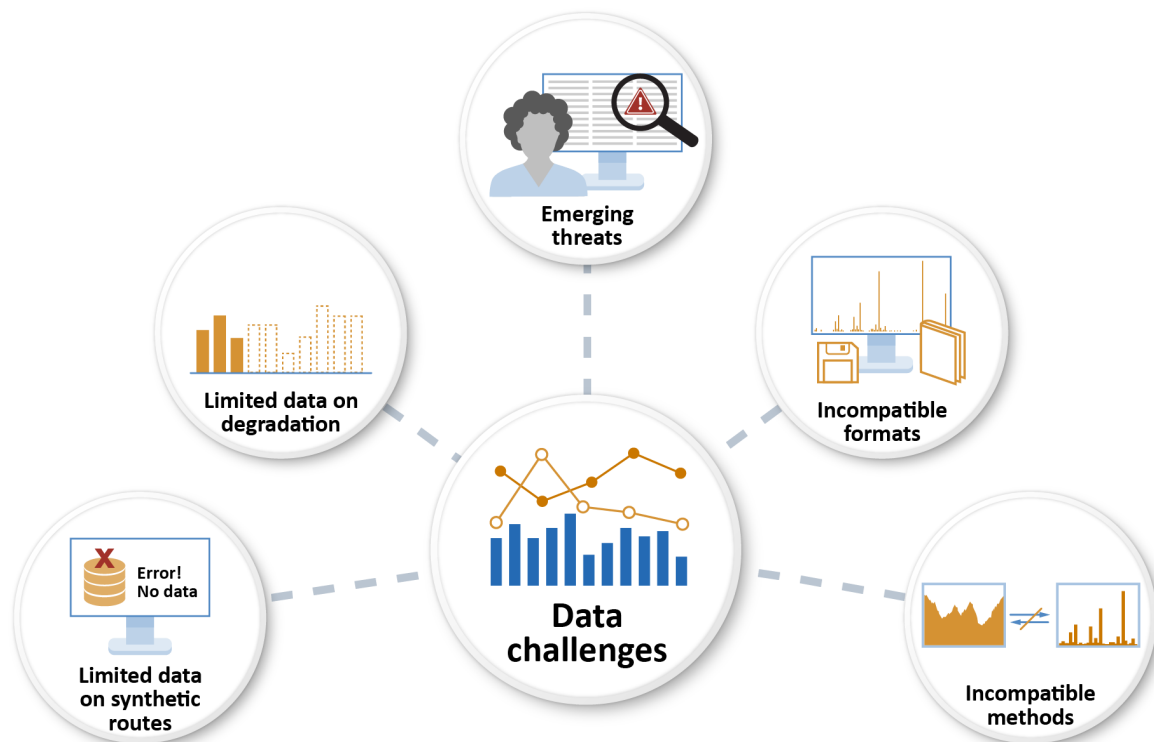 Emerging
threats
Limited data on
degradation
Incompatible
formats
Error!
No data
Limited data
on synthetic
routes
Data
challenges
Incompatible
methods